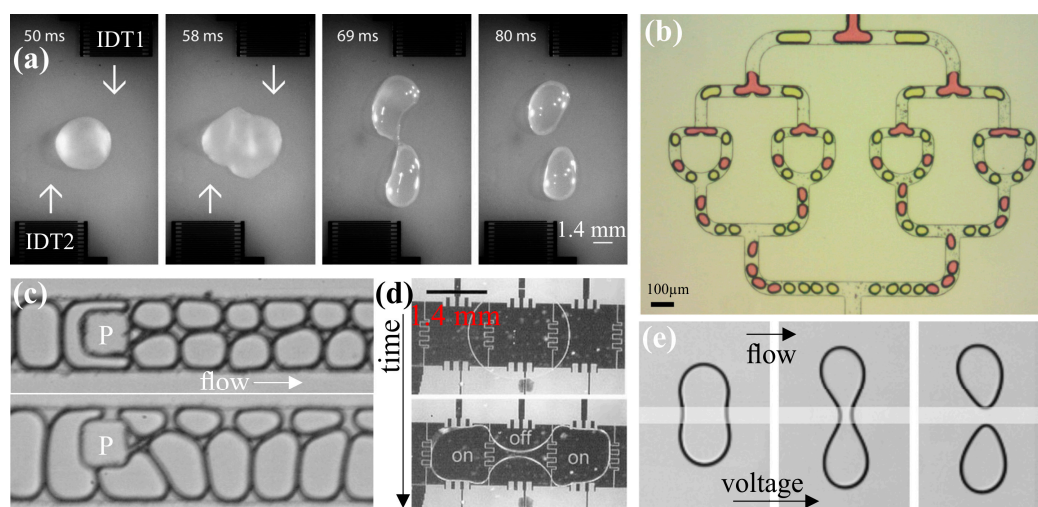 50 ms
IDT1
58 ms
69 ms
80 ms
(a)
IDT2
1.4 mm
(b)
100µm
(c)
P
flow
P
(d)
1.4 mm
time
off
on
on
(e)
flow
voltage